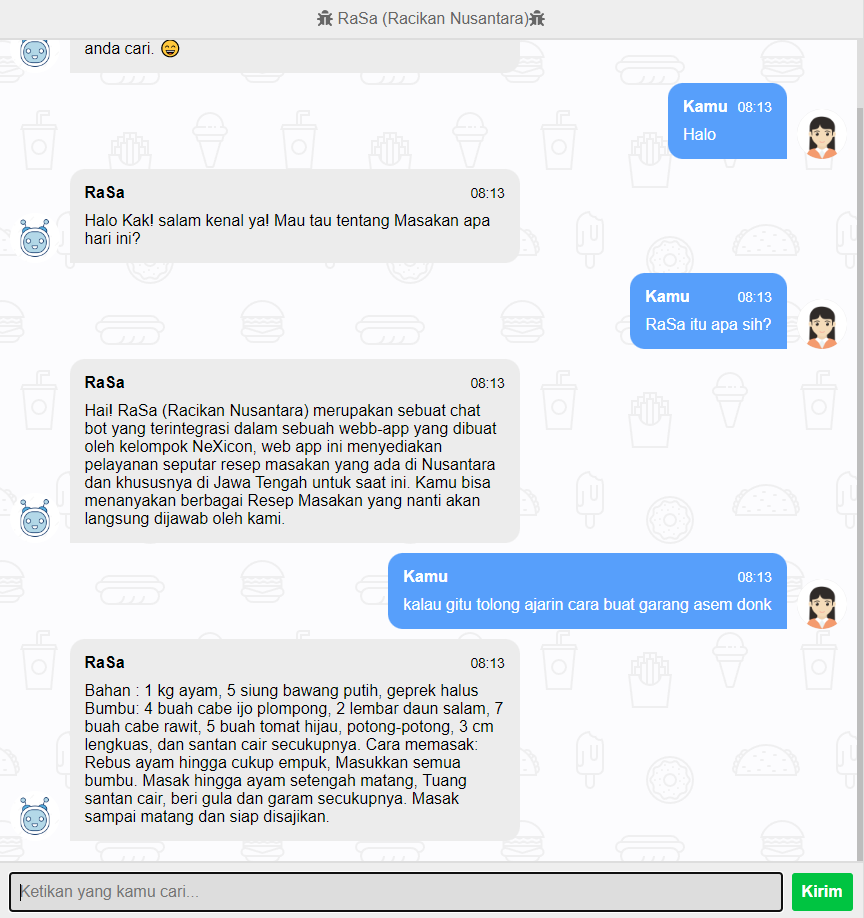 RaSa (Racikan Nusantara)
anda cari. 😄
Kamu 08:13
Halo
RaSa 08:13
Halo Kak! salam kenal ya! Mau tau tentang Masakan apa
hari ini?
Kamu 08:13
RaSa itu apa sih?
RaSa 08:13
Hai! RaSa (Racikan Nusantara) merupakan sebuat chat
bot yang terintegrasi dalam sebuah webb-app yang dibuat
oleh kelompok NeXicon, web app ini menyediakan
pelayanan seputar resep masakan yang ada di Nusantara
dan khususnya di Jawa Tengah untuk saat ini. Kamu bisa
menanyakan berbagai Resep Masakan yang nanti akan
langsung dijawab oleh kami.
Kamu 08:13
kalau gitu tolong ajarin cara buat garang asem donk
RaSa 08:13
Bahan : 1 kg ayam, 5 siung bawang putih, geprek halus
Bumbu: 4 buah cabe ijo plompong, 2 lembar daun salam, 7
buah cabe rawit, 5 buah tomat hijau, potong-potong, 3 cm
lengkuas, dan santan cair secukupnya. Cara memasak:
Rebus ayam hingga cukup empuk, Masukkan semua
bumbu. Masak hingga ayam setengah matang, Tuang
santan cair, beri gula dan garam secukupnya. Masak
sampai matang dan siap disajikan.
Ketikan yang kamu cari...
Kirim